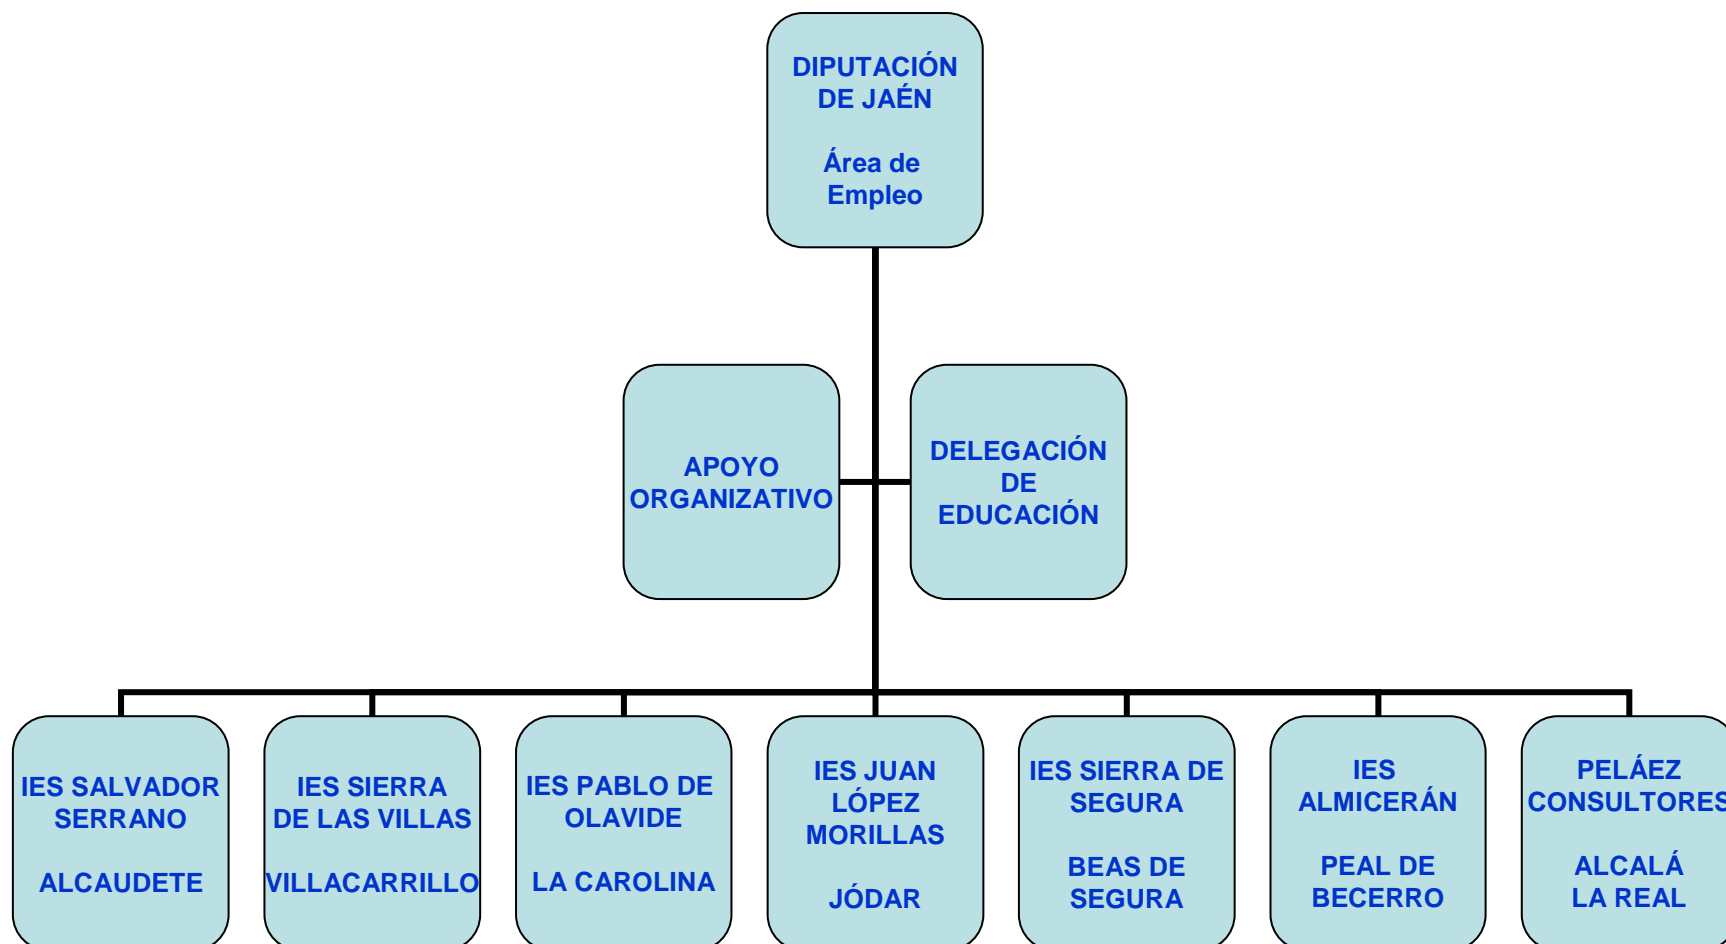 DIPUTACIÓN
DE JAÉN
Área de
Empleo
APOYO
ORGANIZATIVO
DELEGACIÓN
DE
EDUCACIÓN
IES SALVADOR
SERRANO
ALCAUDETE
IES SIERRA
DE LAS VILLAS
VILLACARRILLO
IES PABLO DE
OLAVIDE
LA CAROLINA
IES JUAN
LÓPEZ
MORILLAS
JÓDAR
IES SIERRA DE
SEGURA
BEAS DE
SEGURA
IES
ALMICERÁN
PEAL DE
BECERRO
PELÁEZ
CONSULTORES
ALCALÁ
LA REAL